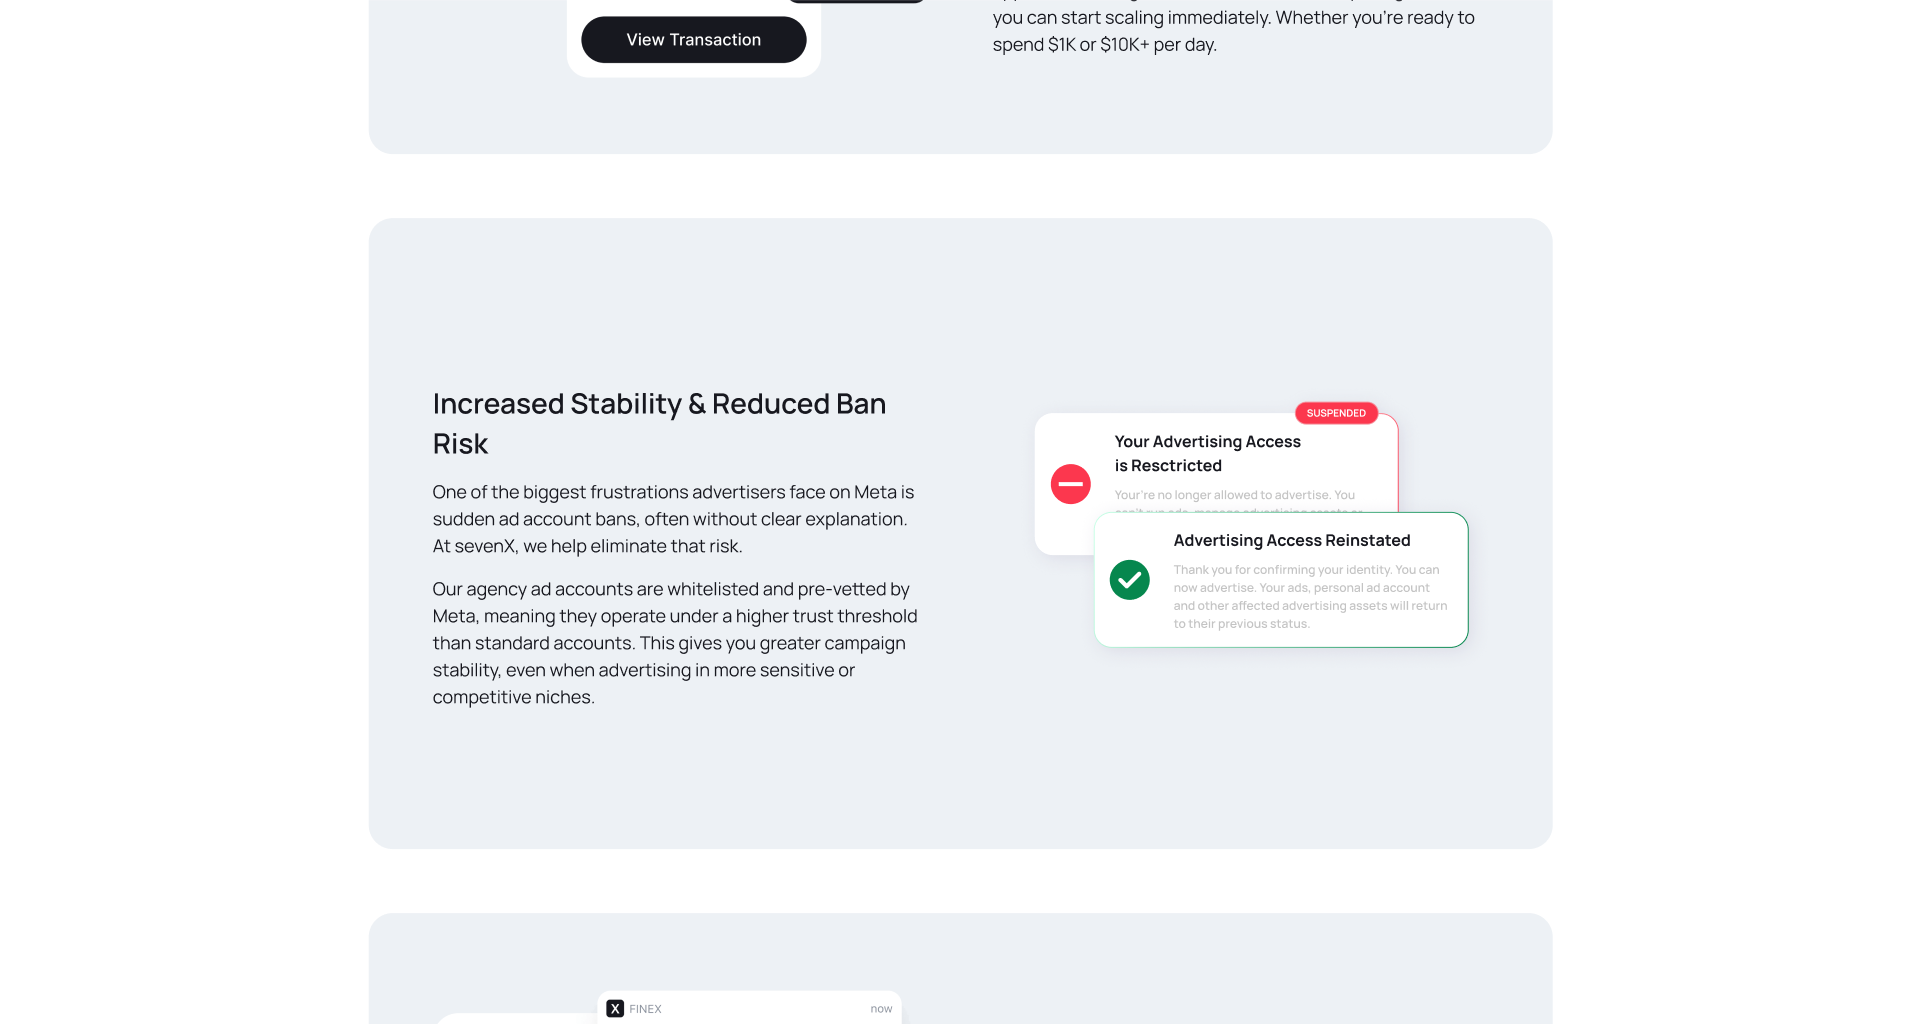 View Transaction
you can start scaling immediately. Whether you're ready to
spend $1K or $10K+ per day.
Increased Stability & Reduced Ban
Risk
One of the biggest frustrations advertisers face on Meta is
sudden ad account bans, often without clear explanation.
At sevenX, we help eliminate that risk.
Our agency ad accounts are whitelisted and pre-vetted by
Meta, meaning they operate under a higher trust threshold
than standard accounts. This gives you greater campaign
stability, even when advertising in more sensitive or
competitive niches.
SUSPENDED
Your Advertising Access
is Resctricted
Your're no longer allowed to advertise. You
Advertising Access Reinstated
Thank you for confirming your identity. You can
now advertise. Your ads, personal ad account
and other affected advertising assets will return
to their previous status.
X FINEX
now